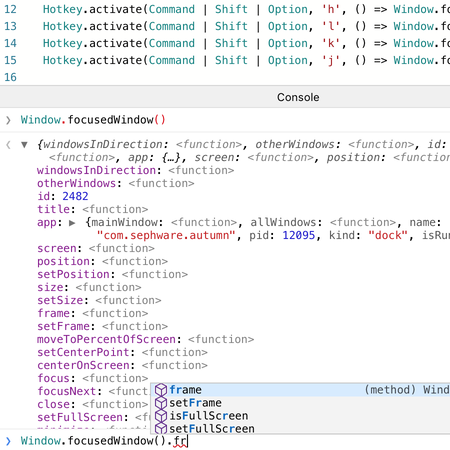 12 Hotkey.activate(Command | Shift | Option, 'h', () => Window.fo
13 Hotkey.activate(Command | Shift | Option, 'l', () => Window.fo
14 Hotkey.activate(Command | Shift | Option, 'k', () => Window.fo
15 Hotkey.activate(Command | Shift | Option, 'j', () => Window.fo
16
Console
> Window.focusedWindow()
< ▼ {windowsInDirection: <function>, otherWindows: <function>, id:
<function>, app: {…}, screen: <function>, position: <function
windowsInDirection: <function>
otherWindows: <function>
id: 2482
title: <function>
app: ▶ {mainWindow: <function>, allWindows: <function>, name:
"com.sephware.autumn", pid: 12095, kind: "dock", isRu
screen: <function>
position: <function>
setPosition: <function>
size: <function>
setSize: <function>
frame: <function>
setFrame: <function>
moveToPercentOfScreen: <function>
setCenterPoint: <function>
centerOnScreen: <function>
focus: <function>
focusNext: <funct
close: <function>
setFullScreen: <f
frame (method) Wind
setFrame
isFullScreen
setFullScreen
> Window.focusedWindow().fr